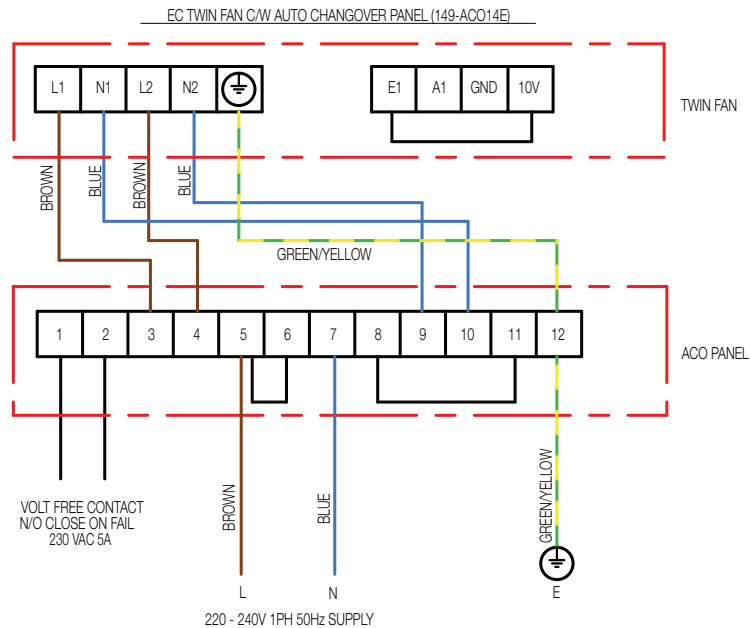 EC TWIN FAN C/W AUTO CHANGOVER PANEL (149-ACO14E)
L1 N1 L2 N2
E1 A1 GND 10V
TWIN FAN
BROWN
BLUE
BROWN
BLUE
GREEN/YELLOW
1 2 3 4 5 6 7 8 9 10 11 12
ACO PANEL
VOLT FREE CONTACT
N/O CLOSE ON FAIL
230 VAC 5A
BROWN
BLUE
GREEN/YELLOW
L N E
220 - 240V 1PH 50Hz SUPPLY